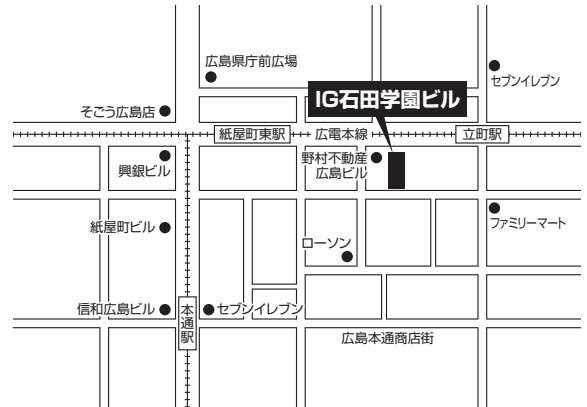 広島県庁前広場
セブンイレブン
IG石田学園ビル
そごう広島店
紙屋町東駅
広電本線
立町駅
興銀ビル
野村不動産
広島ビル
紙屋町ビル
ファミリーマート
ローソン
信和広島ビル
本通駅
セブンイレブン
広島本通商店街